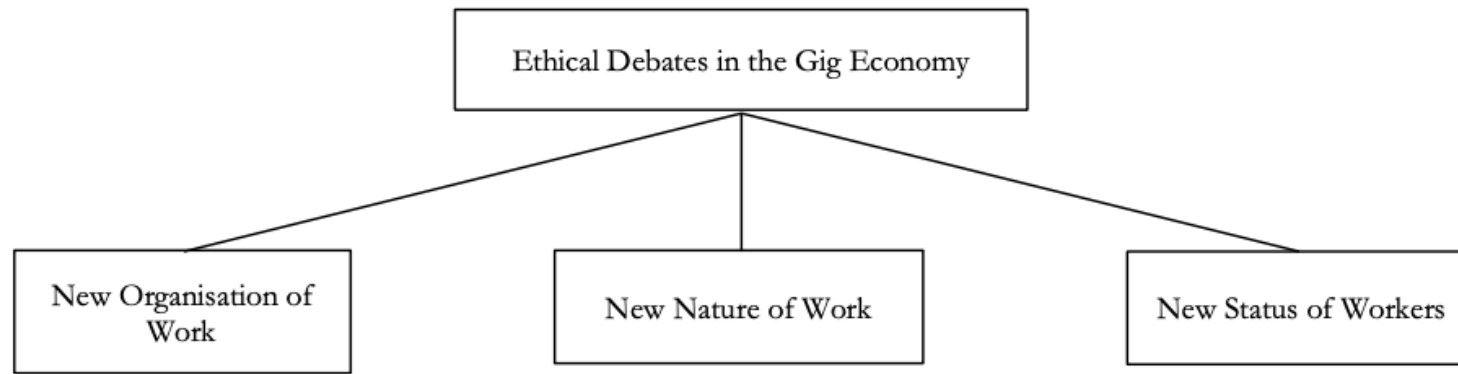 Ethical Debates in the Gig Economy
New Organisation of
Work
New Nature of Work
New Status of Workers